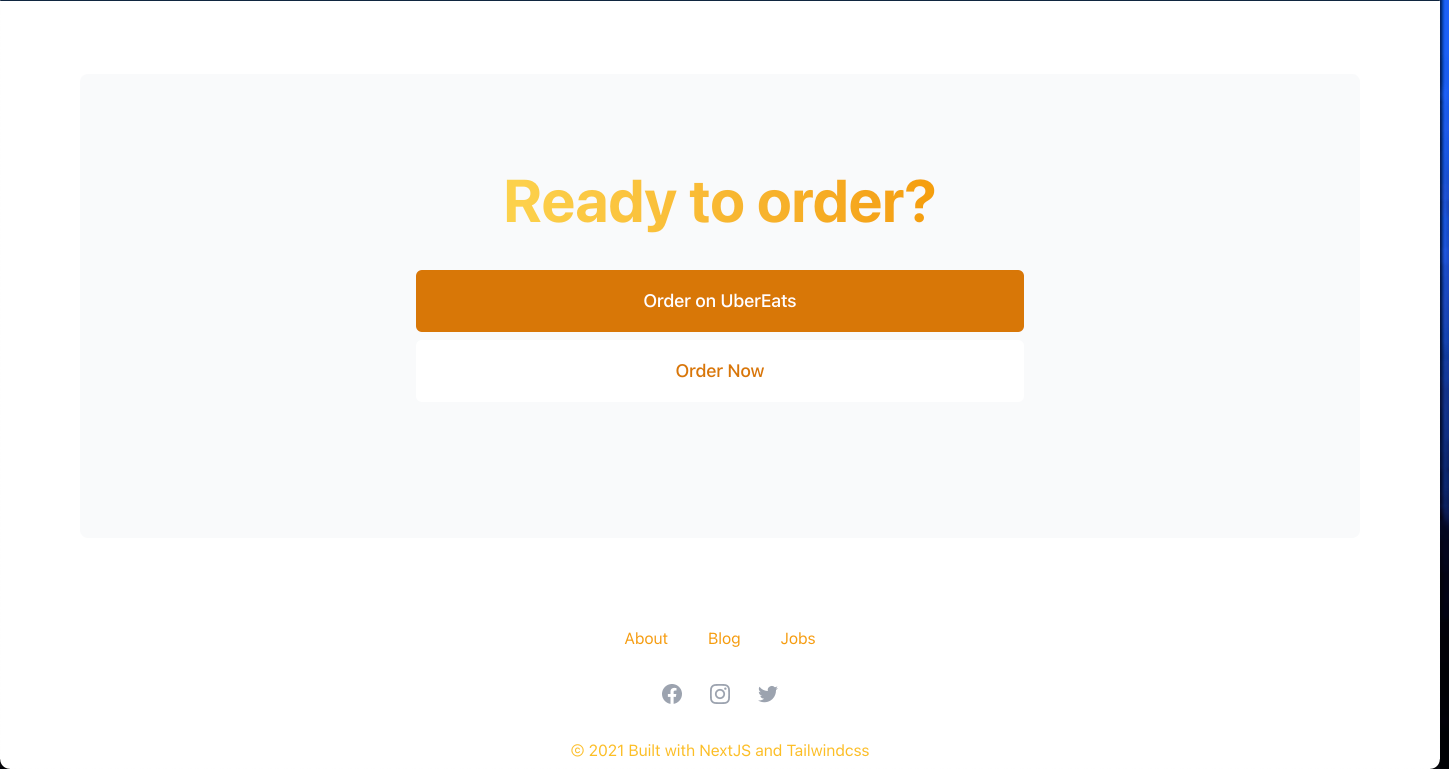 Ready to order?
Order on UberEats
Order Now
About Blog Jobs
© 2021 Built with NextJS and Tailwindcss